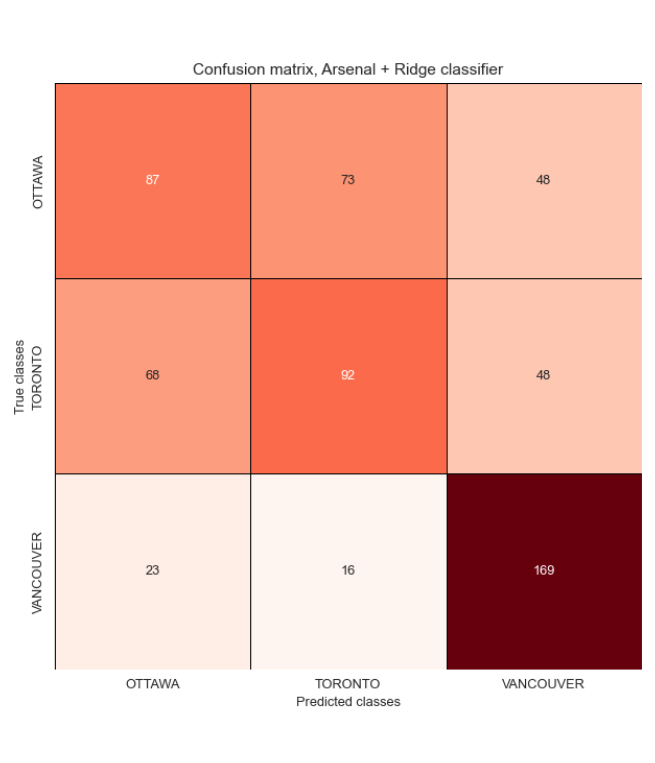 Confusion matrix, Arsenal + Ridge classifier
OTTAWA
87
73
48
True classes
TORONTO
68
92
48
VANCOUVER
23
16
169
OTTAWA
TORONTO
VANCOUVER
Predicted classes